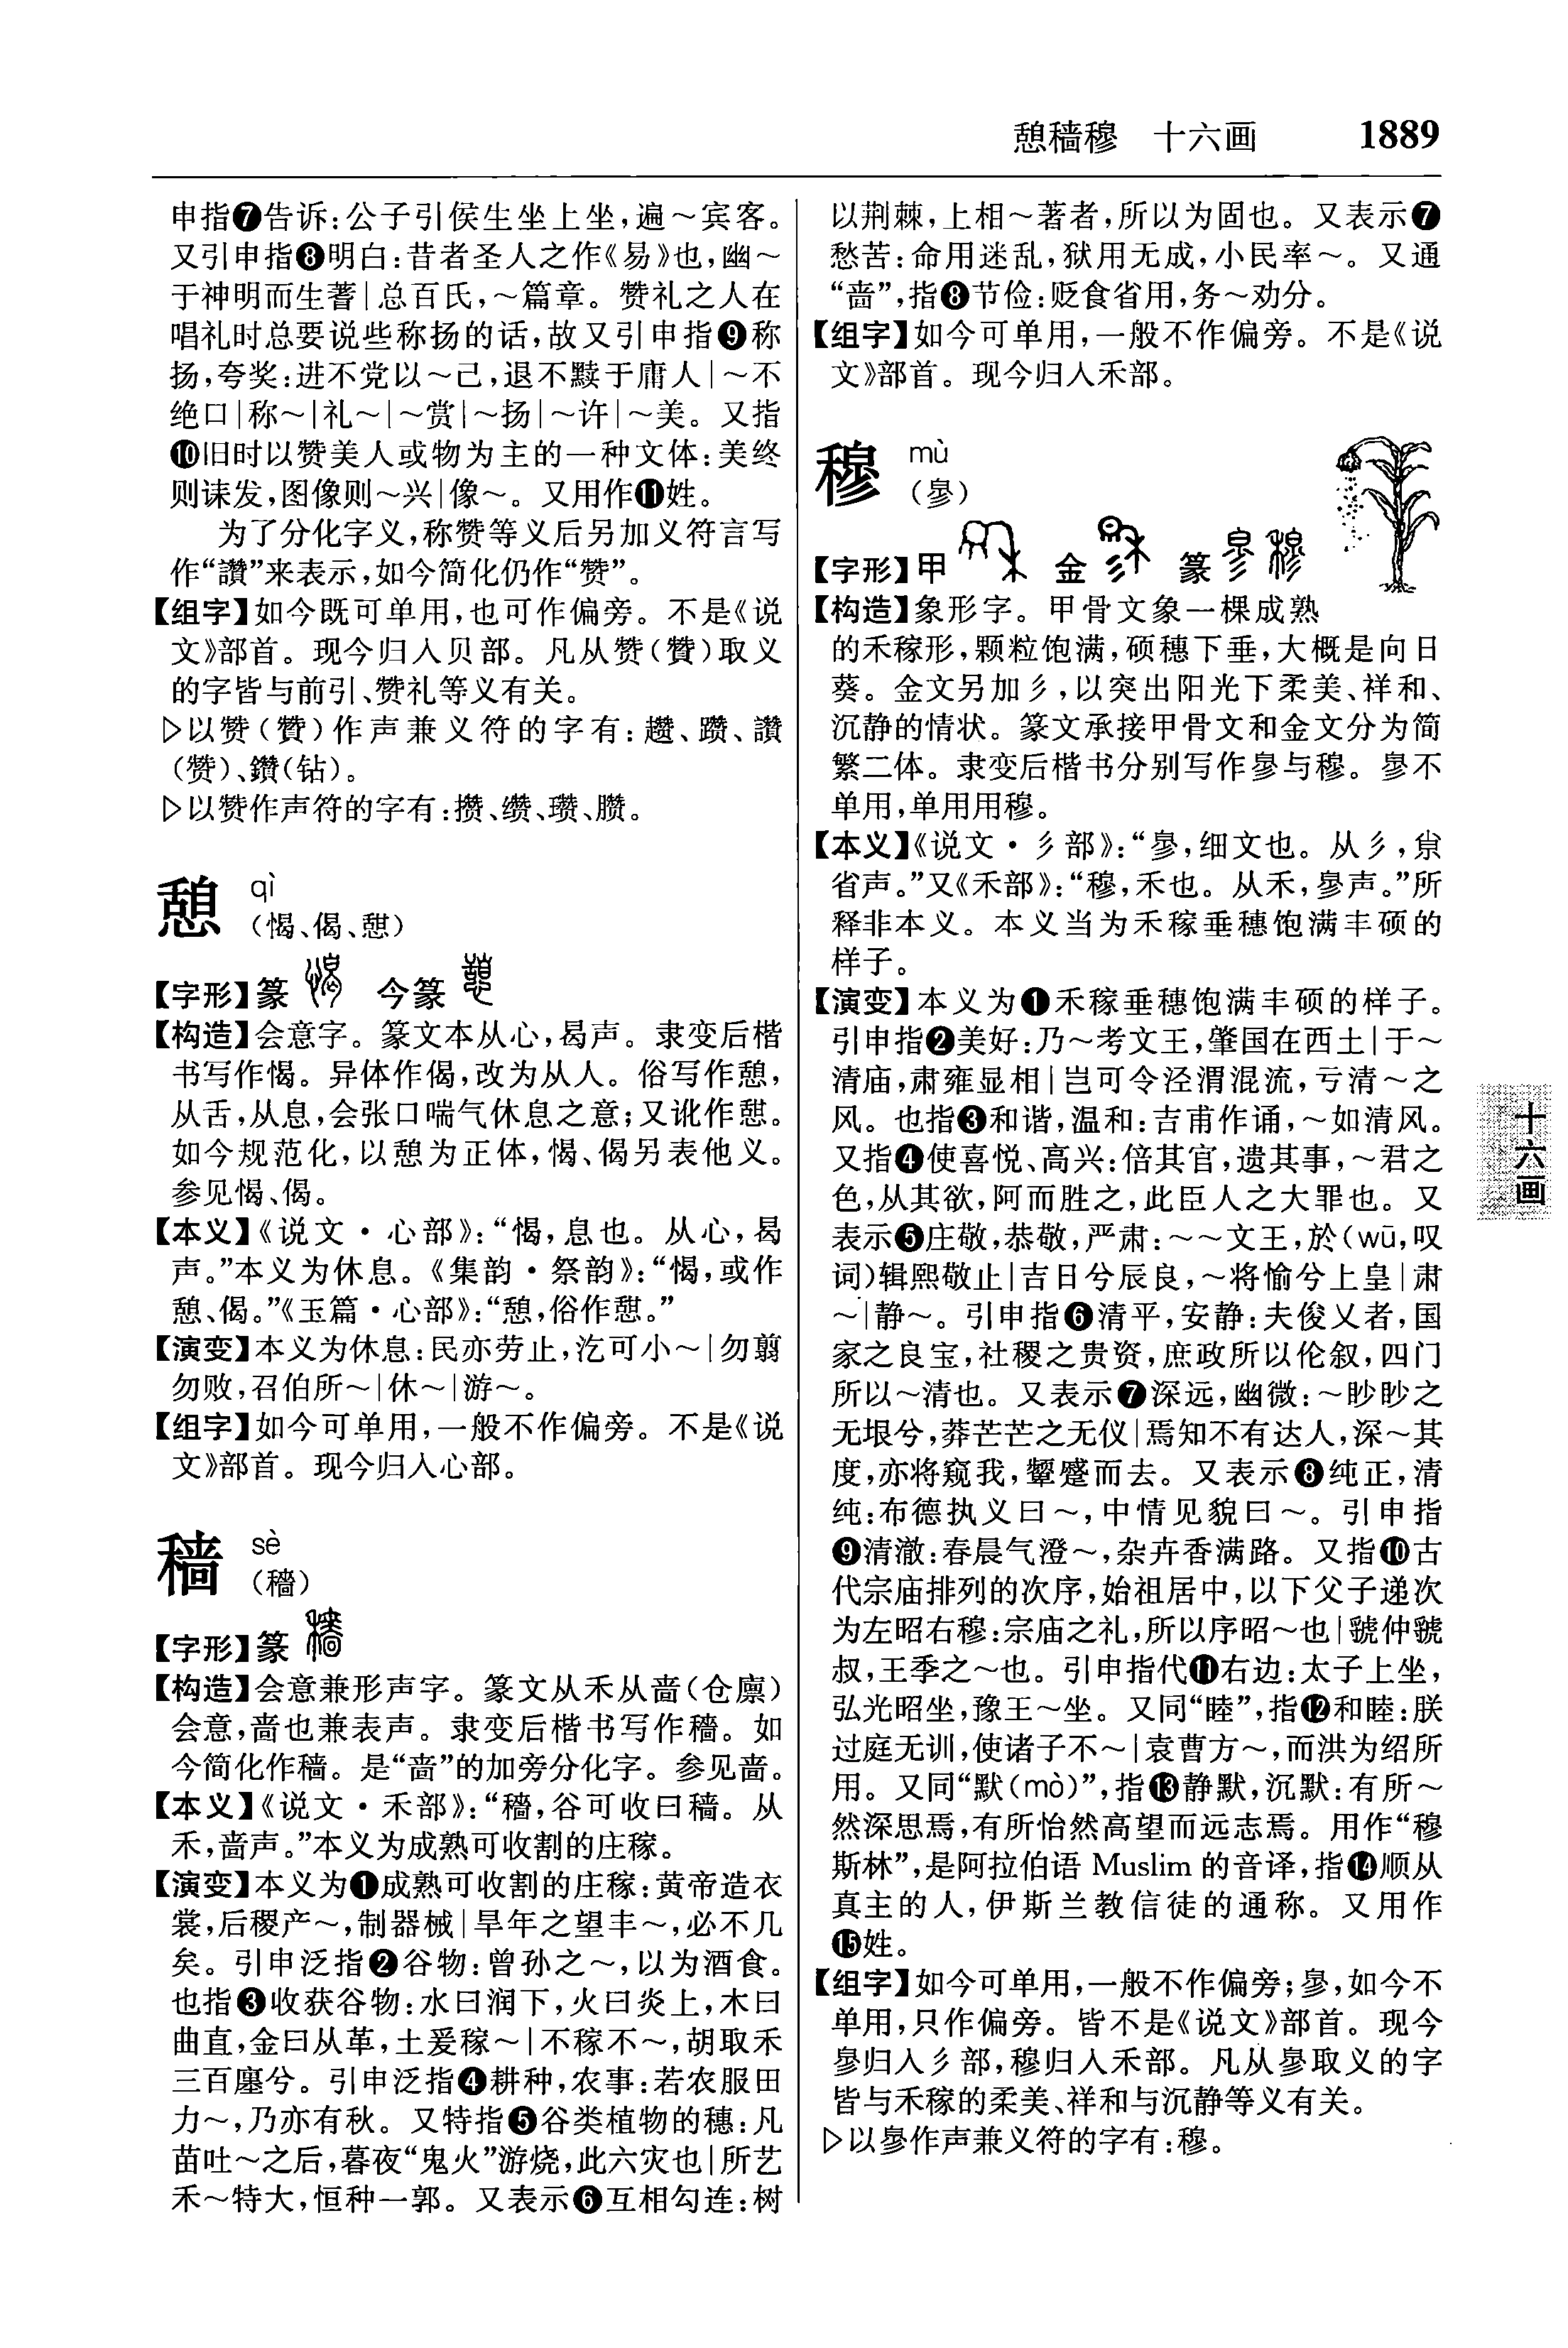 憩穑穆　十六画　1889
申指❼告诉:公子引侯生坐上坐,遍～宾客。
又引申指❽明白:昔者圣人之作《易》也,幽～
于神明而生蓍|总百氏,～篇章。赞礼之人在
唱礼时总要说些称扬的话,故又引申指❾称
扬,夸奖:进不党以～己,退不黩于庸人|～不
绝口|称～|礼～|～赏|～扬|～许|～美。又指
❿旧时以赞美人或物为主的一种文体:美终
则诔发,图像则～兴|像～。又用作⓫姓。
为了分化字义,称赞等义后另加义符言写
作“讚”来表示,如今简化仍作“赞”。
【组字】如今既可单用,也可作偏旁。不是《说
文》部首。现今归入贝部。凡从赞(贊)取义
的字皆与前引、赞礼等义有关。
▷以赞(贊)作声兼义符的字有:趱、躜、讚
(赞)、鑽(钻)。
▷以赞作声符的字有:攒、缵、瓒、臜。
憩 qì
(愒、偈、憇)
【字形】篆　今篆
【构造】会意字。篆文本从心,曷声。隶变后楷
书写作愒。异体作偈,改为从人。俗写作憩,
从舌,从息,会张口喘气休息之意;又讹作憇。
如今规范化,以憩为正体,愒、偈另表他义。
参见愒、偈。
【本义】《说文·心部》:“愒,息也。从心,曷
声。”本义为休息。《集韵·祭韵》:“愒,或作
憩、偈。”《玉篇·心部》:“憩,俗作憇。”
【演变】本义为休息:民亦劳止,汔可小～|勿翦
勿败,召伯所～|休～|游～。
【组字】如今可单用,一般不作偏旁。不是《说
文》部首。现今归入心部。
穑 sè
(穡)
【字形】篆
【构造】会意兼形声字。篆文从禾从啬(仓廪)
会意,啬也兼表声。隶变后楷书写作穡。如
今简化作穑。是“啬”的加旁分化字。参见啬。
【本义】《说文·禾部》:“穡,谷可收曰穑。从
禾,啬声。”本义为成熟可收割的庄稼。
【演变】本义为❶成熟可收割的庄稼:黄帝造衣
裳,后稷产～,制器械|旱年之望丰～,必不几
矣。引申泛指❷谷物:曾孙之～,以为酒食。
也指❸收获谷物:水曰润下,火曰炎上,木曰
曲直,金曰从革,土爰稼～|不稼不～,胡取禾
三百廛兮。引申泛指❹耕种,农事:若农服田
力～,乃亦有秋。又特指❺谷类植物的穗:凡
苗吐～之后,暮夜“鬼火”游烧,此六灾也|所艺
禾～特大,恒种一郭。又表示❻互相勾连:树
以荆棘,上相～著者,所以为固也。又表示❼
愁苦:命用迷乱,狱用无成,小民率～。又通
“啬”,指❽节俭:贬食省用,务～劝分。
【组字】如今可单用,一般不作偏旁。不是《说
文》部首。现今归入禾部。
穆 mù
(㣎)
【字形】甲　金　篆
【构造】象形字。甲骨文象一棵成熟
的禾稼形,颗粒饱满,硕穗下垂,大概是向日
葵。金文另加彡,以突出阳光下柔美、祥和、
沉静的情状。篆文承接甲骨文和金文分为简
繁二体。隶变后楷书分别写作㣎与穆。㣎不
单用,单用用穆。
【本义】《说文·彡部》:“㣎,细文也。从彡,㡯
省声。”又《禾部》:“穆,禾也。从禾,㣎声。”所
释非本义。本义当为禾稼垂穗饱满丰硕的
样子。
【演变】本义为❶禾稼垂穗饱满丰硕的样子。
引申指❷美好:乃～考文王,肇国在西土|于～
清庙,肃雍显相|岂可令泾渭混流,亏清～之
风。也指❸和谐,温和:吉甫作诵,～如清风。
又指❹使喜悦、高兴:倍其官,遗其事,～君之
色,从其欲,阿而胜之,此臣人之大罪也。又
表示❺庄敬,恭敬,严肃:～～文王,於(wū,叹
词)辑熙敬止|吉日兮辰良,～将愉兮上皇|肃
～|静～。引申指❻清平,安静:夫俊乂者,国
家之良宝,社稷之贵资,庶政所以伦叙,四门
所以～清也。又表示❼深远,幽微:～眇眇之
无垠兮,莽芒芒之无仪|焉知不有达人,深～其
度,亦将窥我,颦蹙而去。又表示❽纯正,清
纯:布德执义曰～,中情见貌曰～。引申指
❾清澈:春晨气澄～,杂卉香满路。又指❿古
代宗庙排列的次序,始祖居中,以下父子递次
为左昭右穆:宗庙之礼,所以序昭～也|虢仲虢
叔,王季之～也。引申指代⓫右边:太子上坐,
弘光昭坐,豫王～坐。又同“睦”,指⓬和睦:朕
过庭无训,使诸子不～|袁曹方～,而洪为绍所
用。又同“默(mò)”,指⓭静默,沉默:有所～
然深思焉,有所怡然高望而远志焉。用作“穆
斯林”,是阿拉伯语 Muslim 的音译,指⓮顺从
真主的人,伊斯兰教信徒的通称。又用作
⓯姓。
【组字】如今可单用,一般不作偏旁;㣎,如今不
单用,只作偏旁。皆不是《说文》部首。现今
㣎归入彡部,穆归入禾部。凡从㣎取义的字
皆与禾稼的柔美、祥和与沉静等义有关。
▷以㣎作声兼义符的字有:穆。
十六画